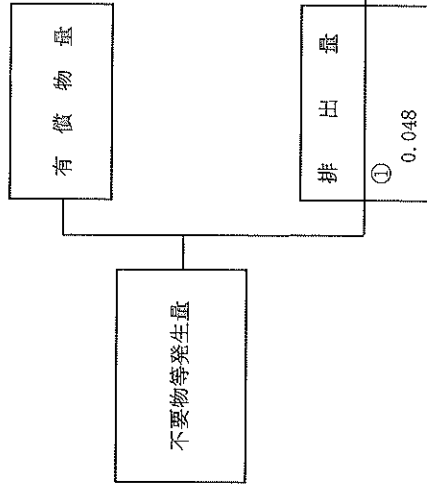 有償物量
不要物等発生量
排出量
①
0.048